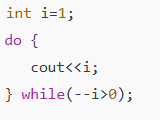 int i=1;
do {
cout<<i;
} while(--i>0);